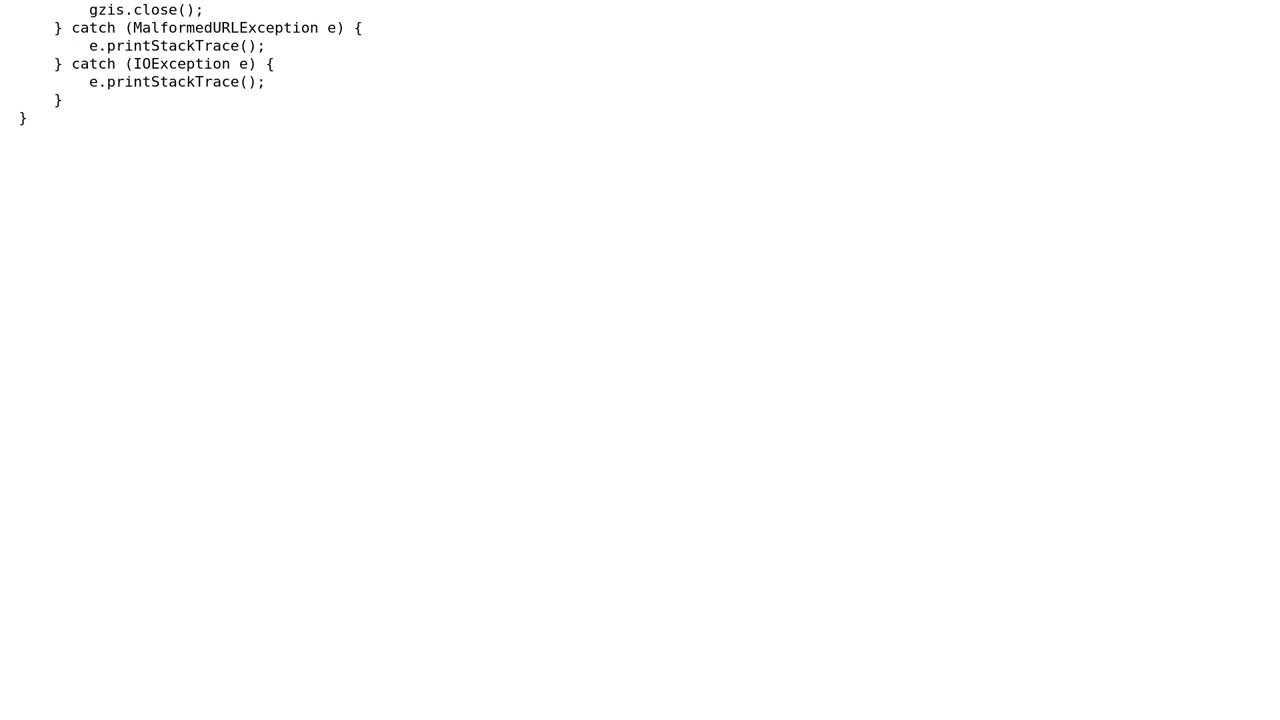 gzis.close();
    } catch (MalformedURLException e) {
        e.printStackTrace();
    } catch (IOException e) {
        e.printStackTrace();
    }
}